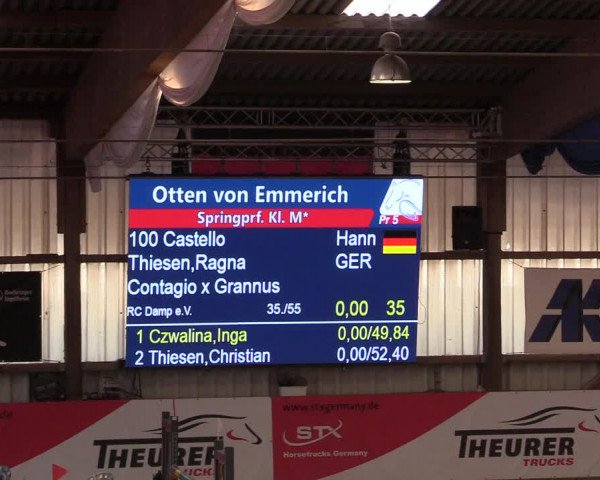 Otten von Emmerich
Springprf. Kl. M*
Pr 5
100 Castello Hann
Thiesen,Ragna GER
Contagio x Grannus
RC Damp e.V. 35./55 0,00 35
1 Czwalina,Inga 0,00/49,84
2 Thiesen,Christian 0,00/52,40
www.stxgermany.de
THEURER
TRUCKS
STX
Horsetrucks Germany
THEURER
TRUCKS